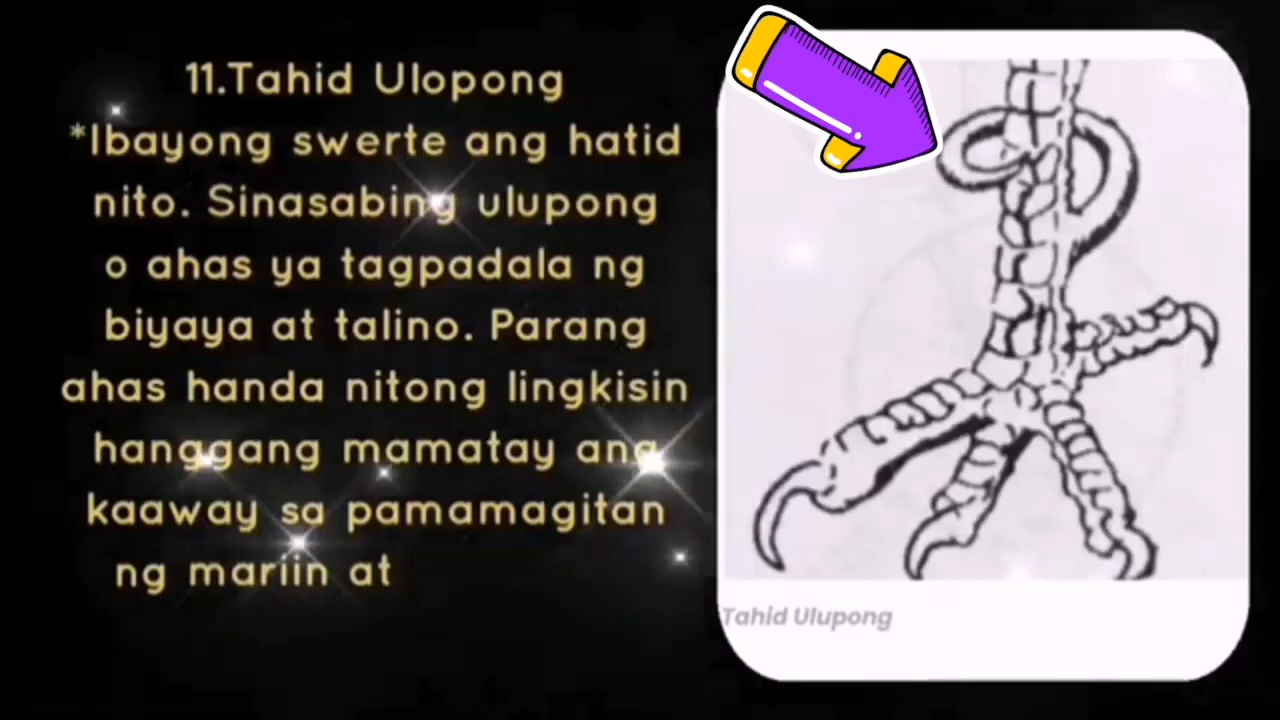 11.Tahid Ulopong
*Ibayong swerte ang hatid
nito. Sinasabing ulupong
o ahas ya tagpadala ng
biyaya at talino. Parang
ahas handa nitong lingkisin
hanggang mamatay ang
kaaway sa pamamagitan
ng mariin at
Tahid Ulupong